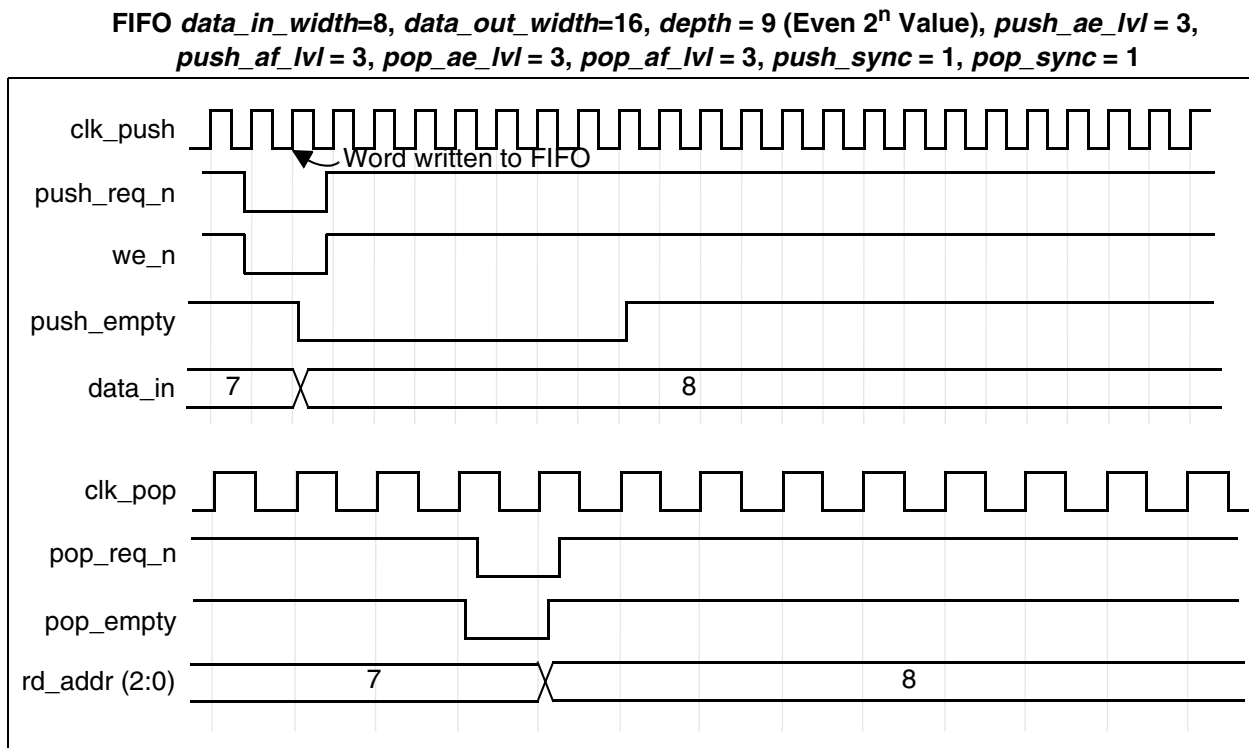 FIFO data_in_width=8, data_out_width=16, depth = 9 (Even 2n Value), push_ae_lvl = 3,
push_af_lvl = 3, pop_ae_lvl = 3, pop_af_lvl = 3, push_sync = 1, pop_sync = 1
clk_push
Word written to FIFO
push_req_n
we_n
push_empty
data_in 7 8
clk_pop
pop_req_n
pop_empty
rd_addr (2:0) 7 8